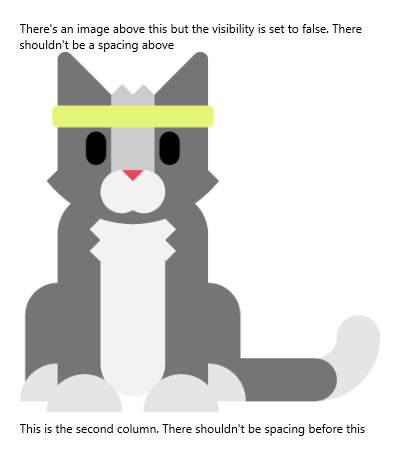 There's an image above this but the visibility is set to false. There
shouldn't be a spacing above
This is the second column. There shouldn't be spacing before this